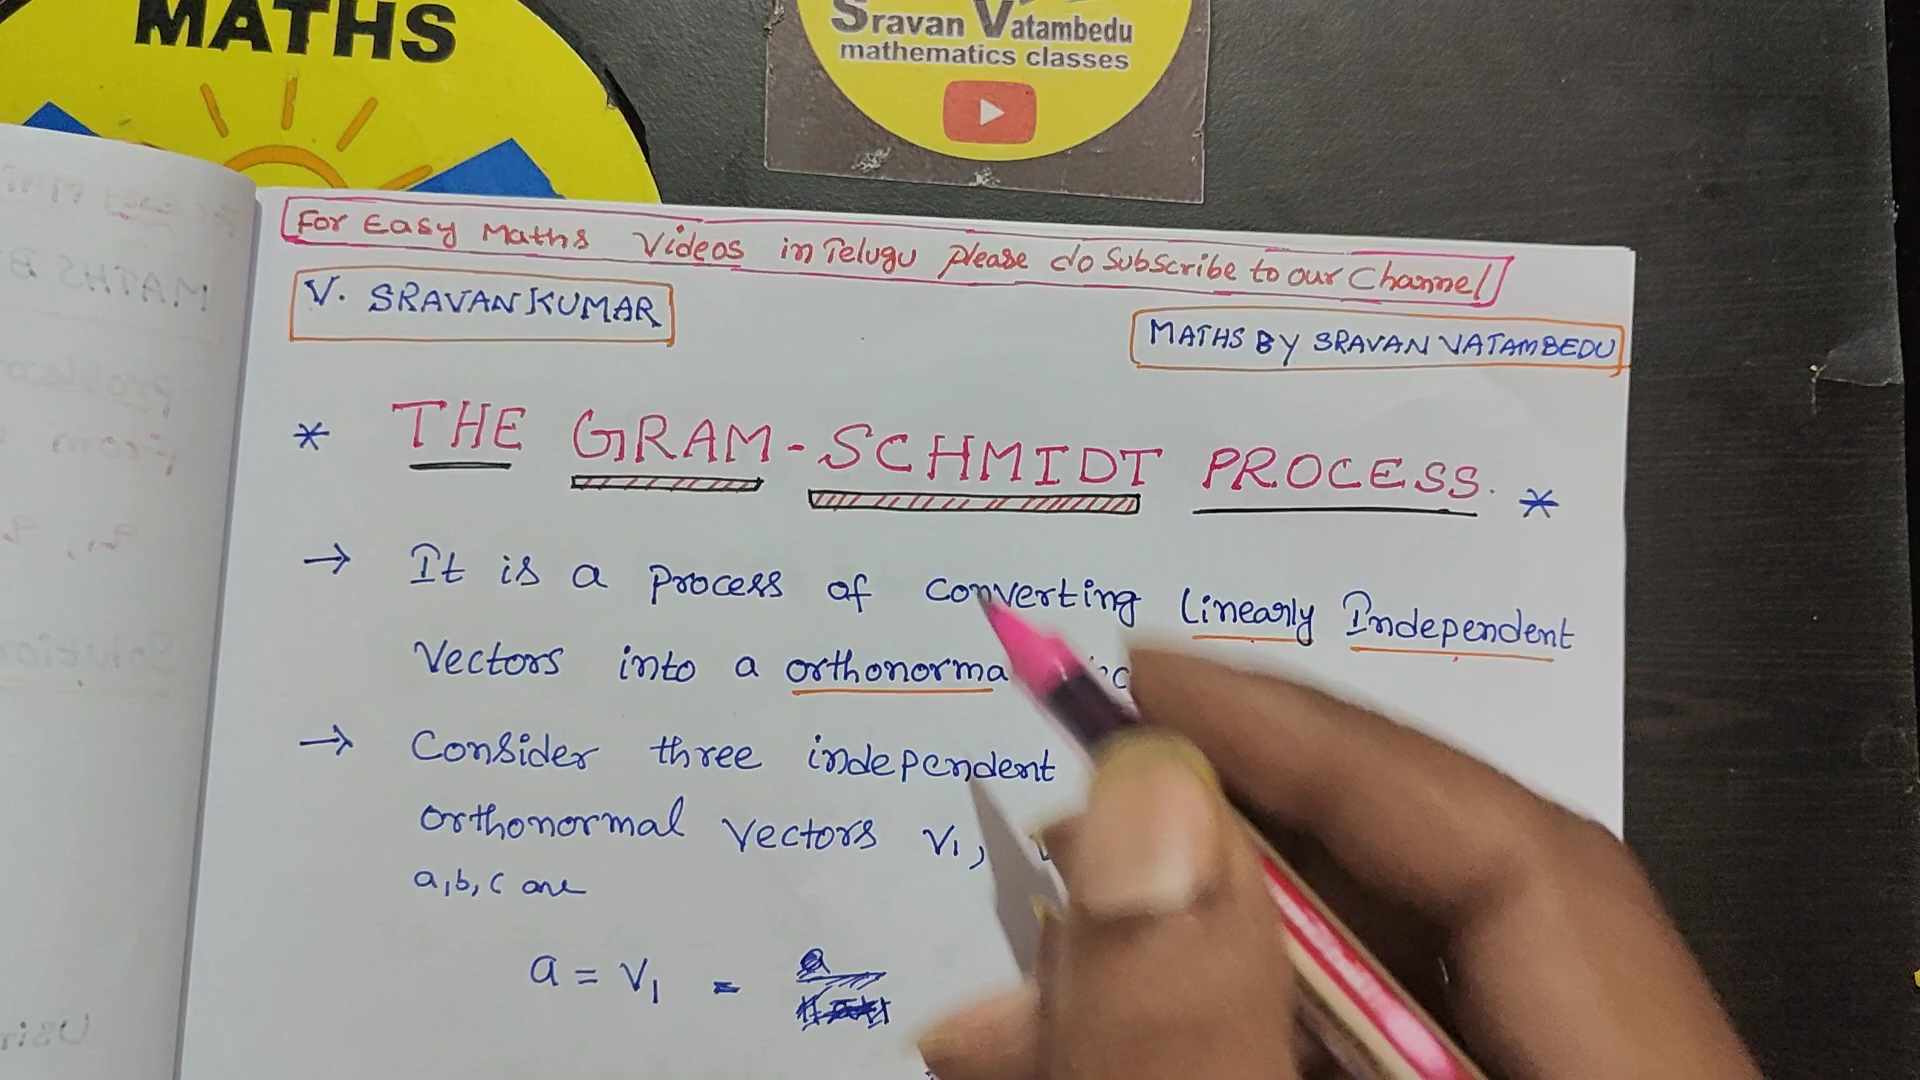 MATHS
Sravan Vatambedu
mathematics classes
For Easy Maths Videos in Telugu please do Subscribe to our Channel
V. SRAVAN KUMAR
MATHS BY SRAVAN VATAMBEDU
* THE GRAM-SCHMIDT PROCESS. *
→ It is a process of converting Linearly Independent
Vectors into a orthonorma
→ Consider three independent
orthonormal vectors v₁,
a, b, c are
a = v₁ =